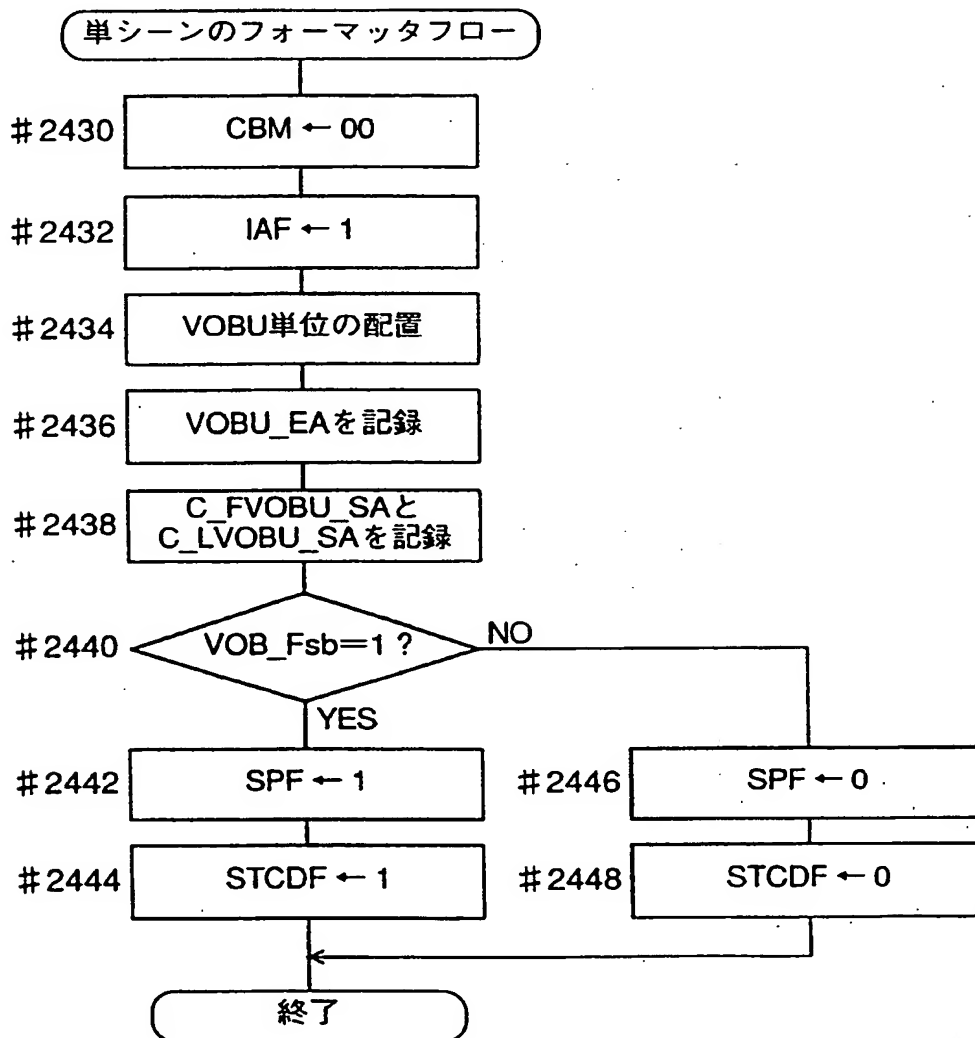 単シーンのフォーマッタフロー
#2430
CBM ← 00
#2432
IAF ← 1
#2434
VOBU単位の配置
#2436
VOBU_EAを記録
#2438
C_FVOBU_SAと
C_LVOBU_SAを記録
#2440
VOB_Fsb=1 ?
NO
YES
#2442
SPF ← 1
#2446
SPF ← 0
#2444
STCDF ← 1
#2448
STCDF ← 0
終了